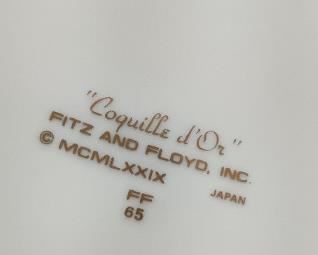 "Coquille d'Or"
FITZ AND FLOYD, INC.
© MCMLXXIX JAPAN
FF
65